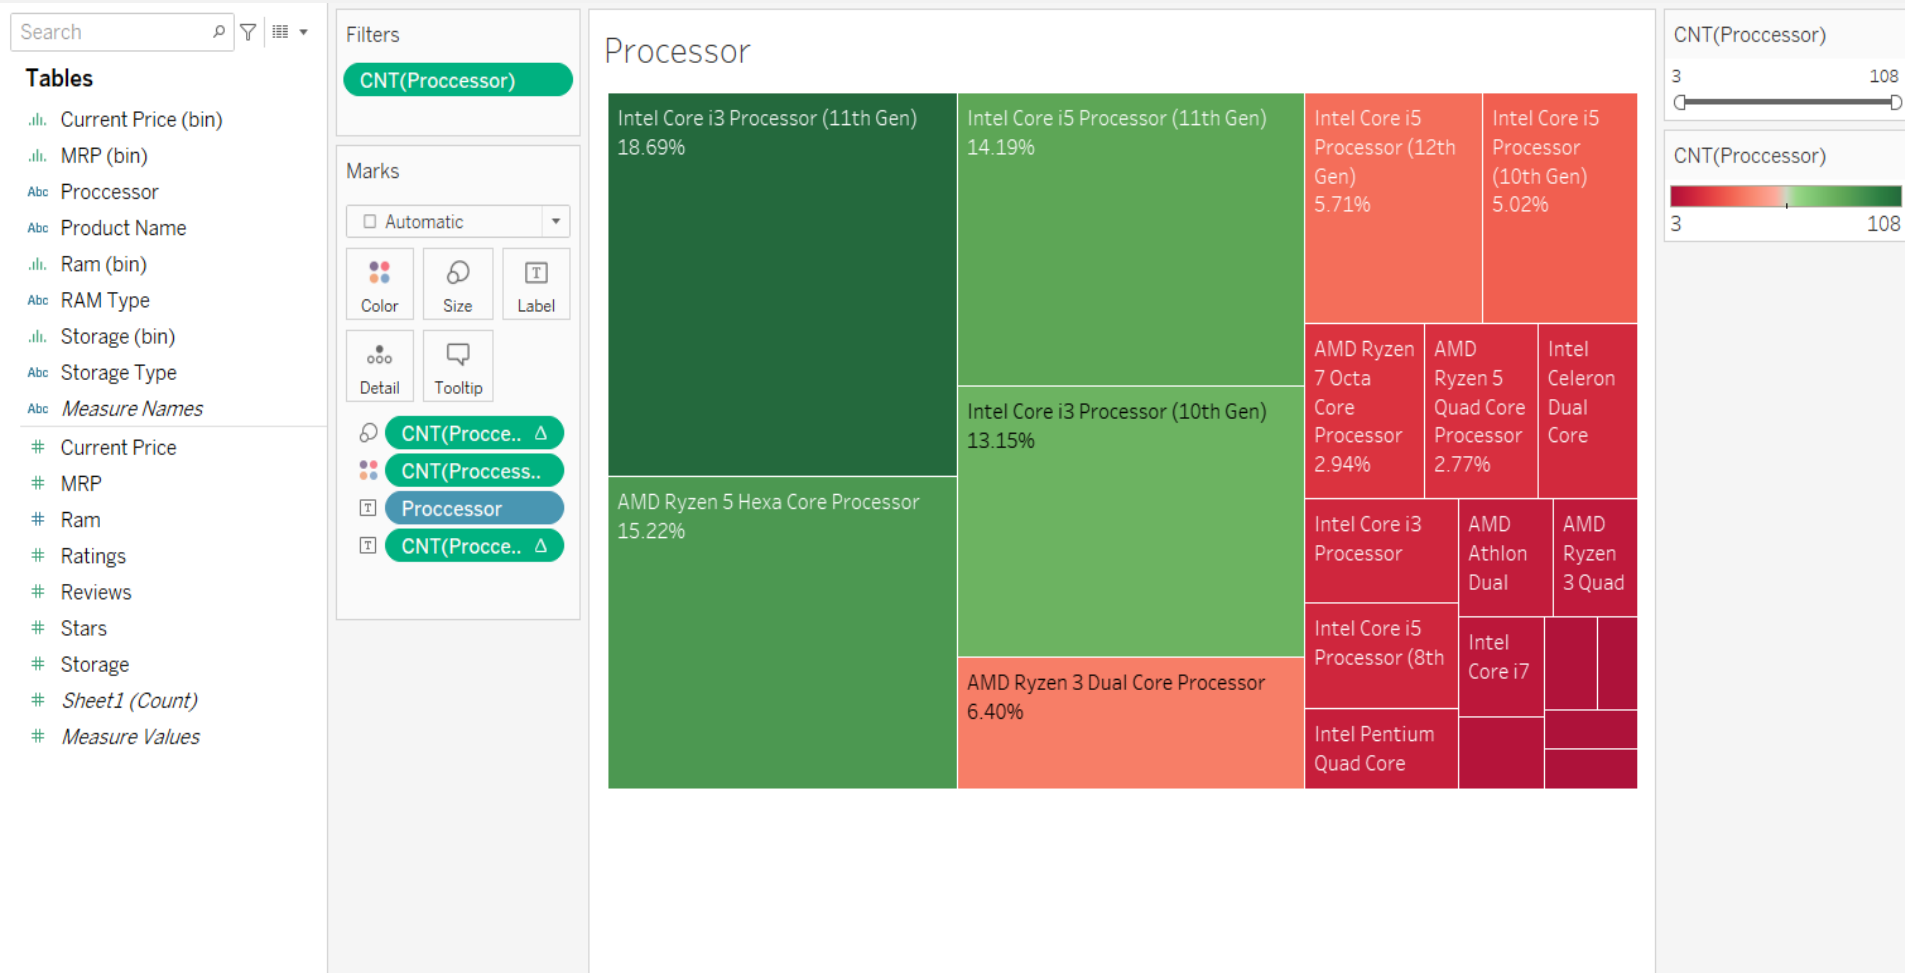 Search
Tables
Current Price (bin)
MRP (bin)
Abc Proccessor
Abc Product Name
Ram (bin)
Abc RAM Type
Storage (bin)
Abc Storage Type
Abc Measure Names
# Current Price
# MRP
# Ram
# Ratings
# Reviews
# Stars
# Storage
# Sheet1 (Count)
# Measure Values
Filters
CNT(Proccessor)
Marks
Automatic
Color
Size
T
Label
Detail
Tooltip
CNT(Procce.. Δ
CNT(Proccess..
T Proccessor
T CNT(Procce.. Δ
Processor
Intel Core i3 Processor (11th Gen)
18.69%
AMD Ryzen 5 Hexa Core Processor
15.22%
Intel Core i5 Processor (11th Gen)
14.19%
Intel Core i3 Processor (10th Gen)
13.15%
AMD Ryzen 3 Dual Core Processor
6.40%
Intel Core i5
Processor (12th
Gen)
5.71%
Intel Core i5
Processor
(10th Gen)
5.02%
AMD Ryzen
7 Octa
Core
Processor
2.94%
AMD
Ryzen 5
Quad Core
Processor
2.77%
Intel
Celeron
Dual
Core
Intel Core i3
Processor
Intel Core i5
Processor (8th
Intel Pentium
Quad Core
AMD
Athlon
Dual
AMD
Ryzen
3 Quad
Intel
Core i7
CNT(Proccessor)
3 108
CNT(Proccessor)
3 108